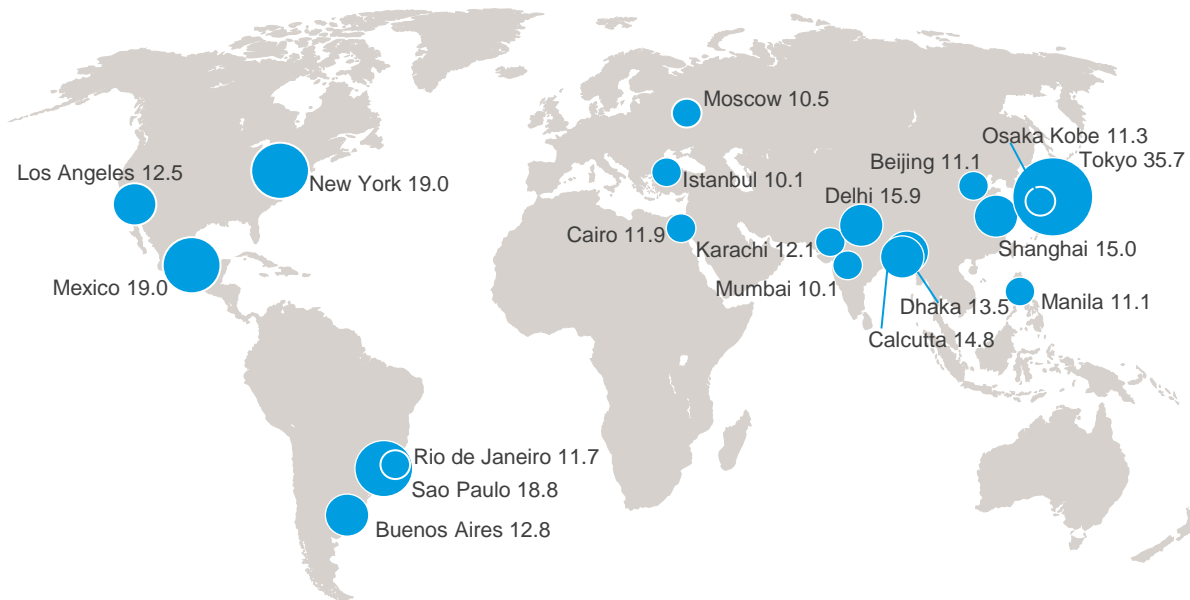 Moscow 10.5
Osaka Kobe 11.3
Tokyo 35.7
Beijing 11.1
Los Angeles 12.5
New York 19.0
Istanbul 10.1
Delhi 15.9
Cairo 11.9
Karachi 12.1
Shanghai 15.0
Mexico 19.0
Mumbai 10.1
Dhaka 13.5
Manila 11.1
Calcutta 14.8
Rio de Janeiro 11.7
Sao Paulo 18.8
Buenos Aires 12.8